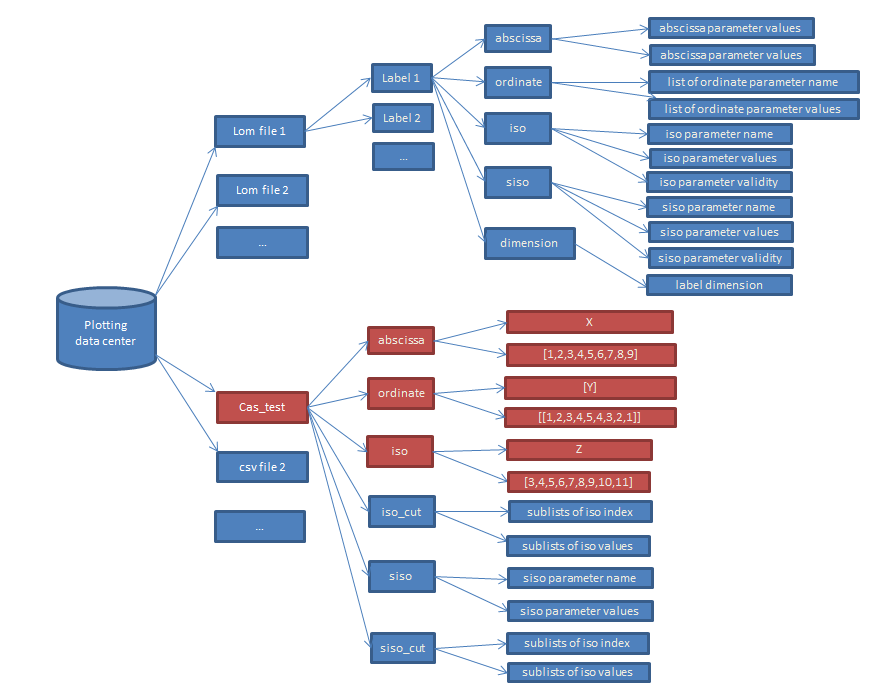 abscissa
abscissa parameter values
abscissa parameter values
Label 1
ordinate
list of ordinate parameter name
list of ordinate parameter values
Label 2
Lom file 1
iso
iso parameter name
iso parameter values
iso parameter validity
...
Lom file 2
siso
siso parameter name
siso parameter values
siso parameter validity
...
dimension
label dimension
Plotting
data center
abscissa
X
[1,2,3,4,5,6,7,8,9]
Cas_test
ordinate
[Y]
[[1,2,3,4,5,4,3,2,1]]
iso
Z
[3,4,5,6,7,8,9,10,11]
csv file 2
iso_cut
sublists of iso index
sublists of iso values
...
siso
siso parameter name
siso parameter values
siso_cut
sublists of iso index
sublists of iso values